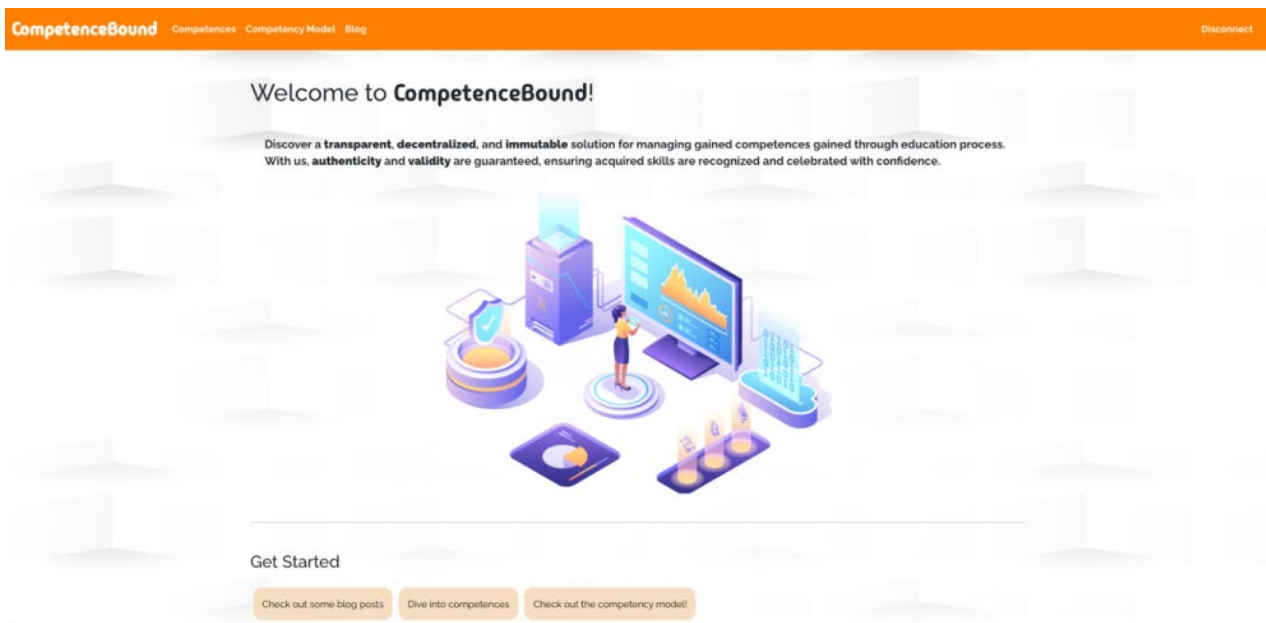 CompetenceBound Competences Competency Model Blog Disconnect
Welcome to CompetenceBound!
Discover a transparent, decentralized, and immutable solution for managing gained competences gained through education process.
With us, authenticity and validity are guaranteed, ensuring acquired skills are recognized and celebrated with confidence.
Get Started
Check out some blog posts Dive into competences Check out the competency model!